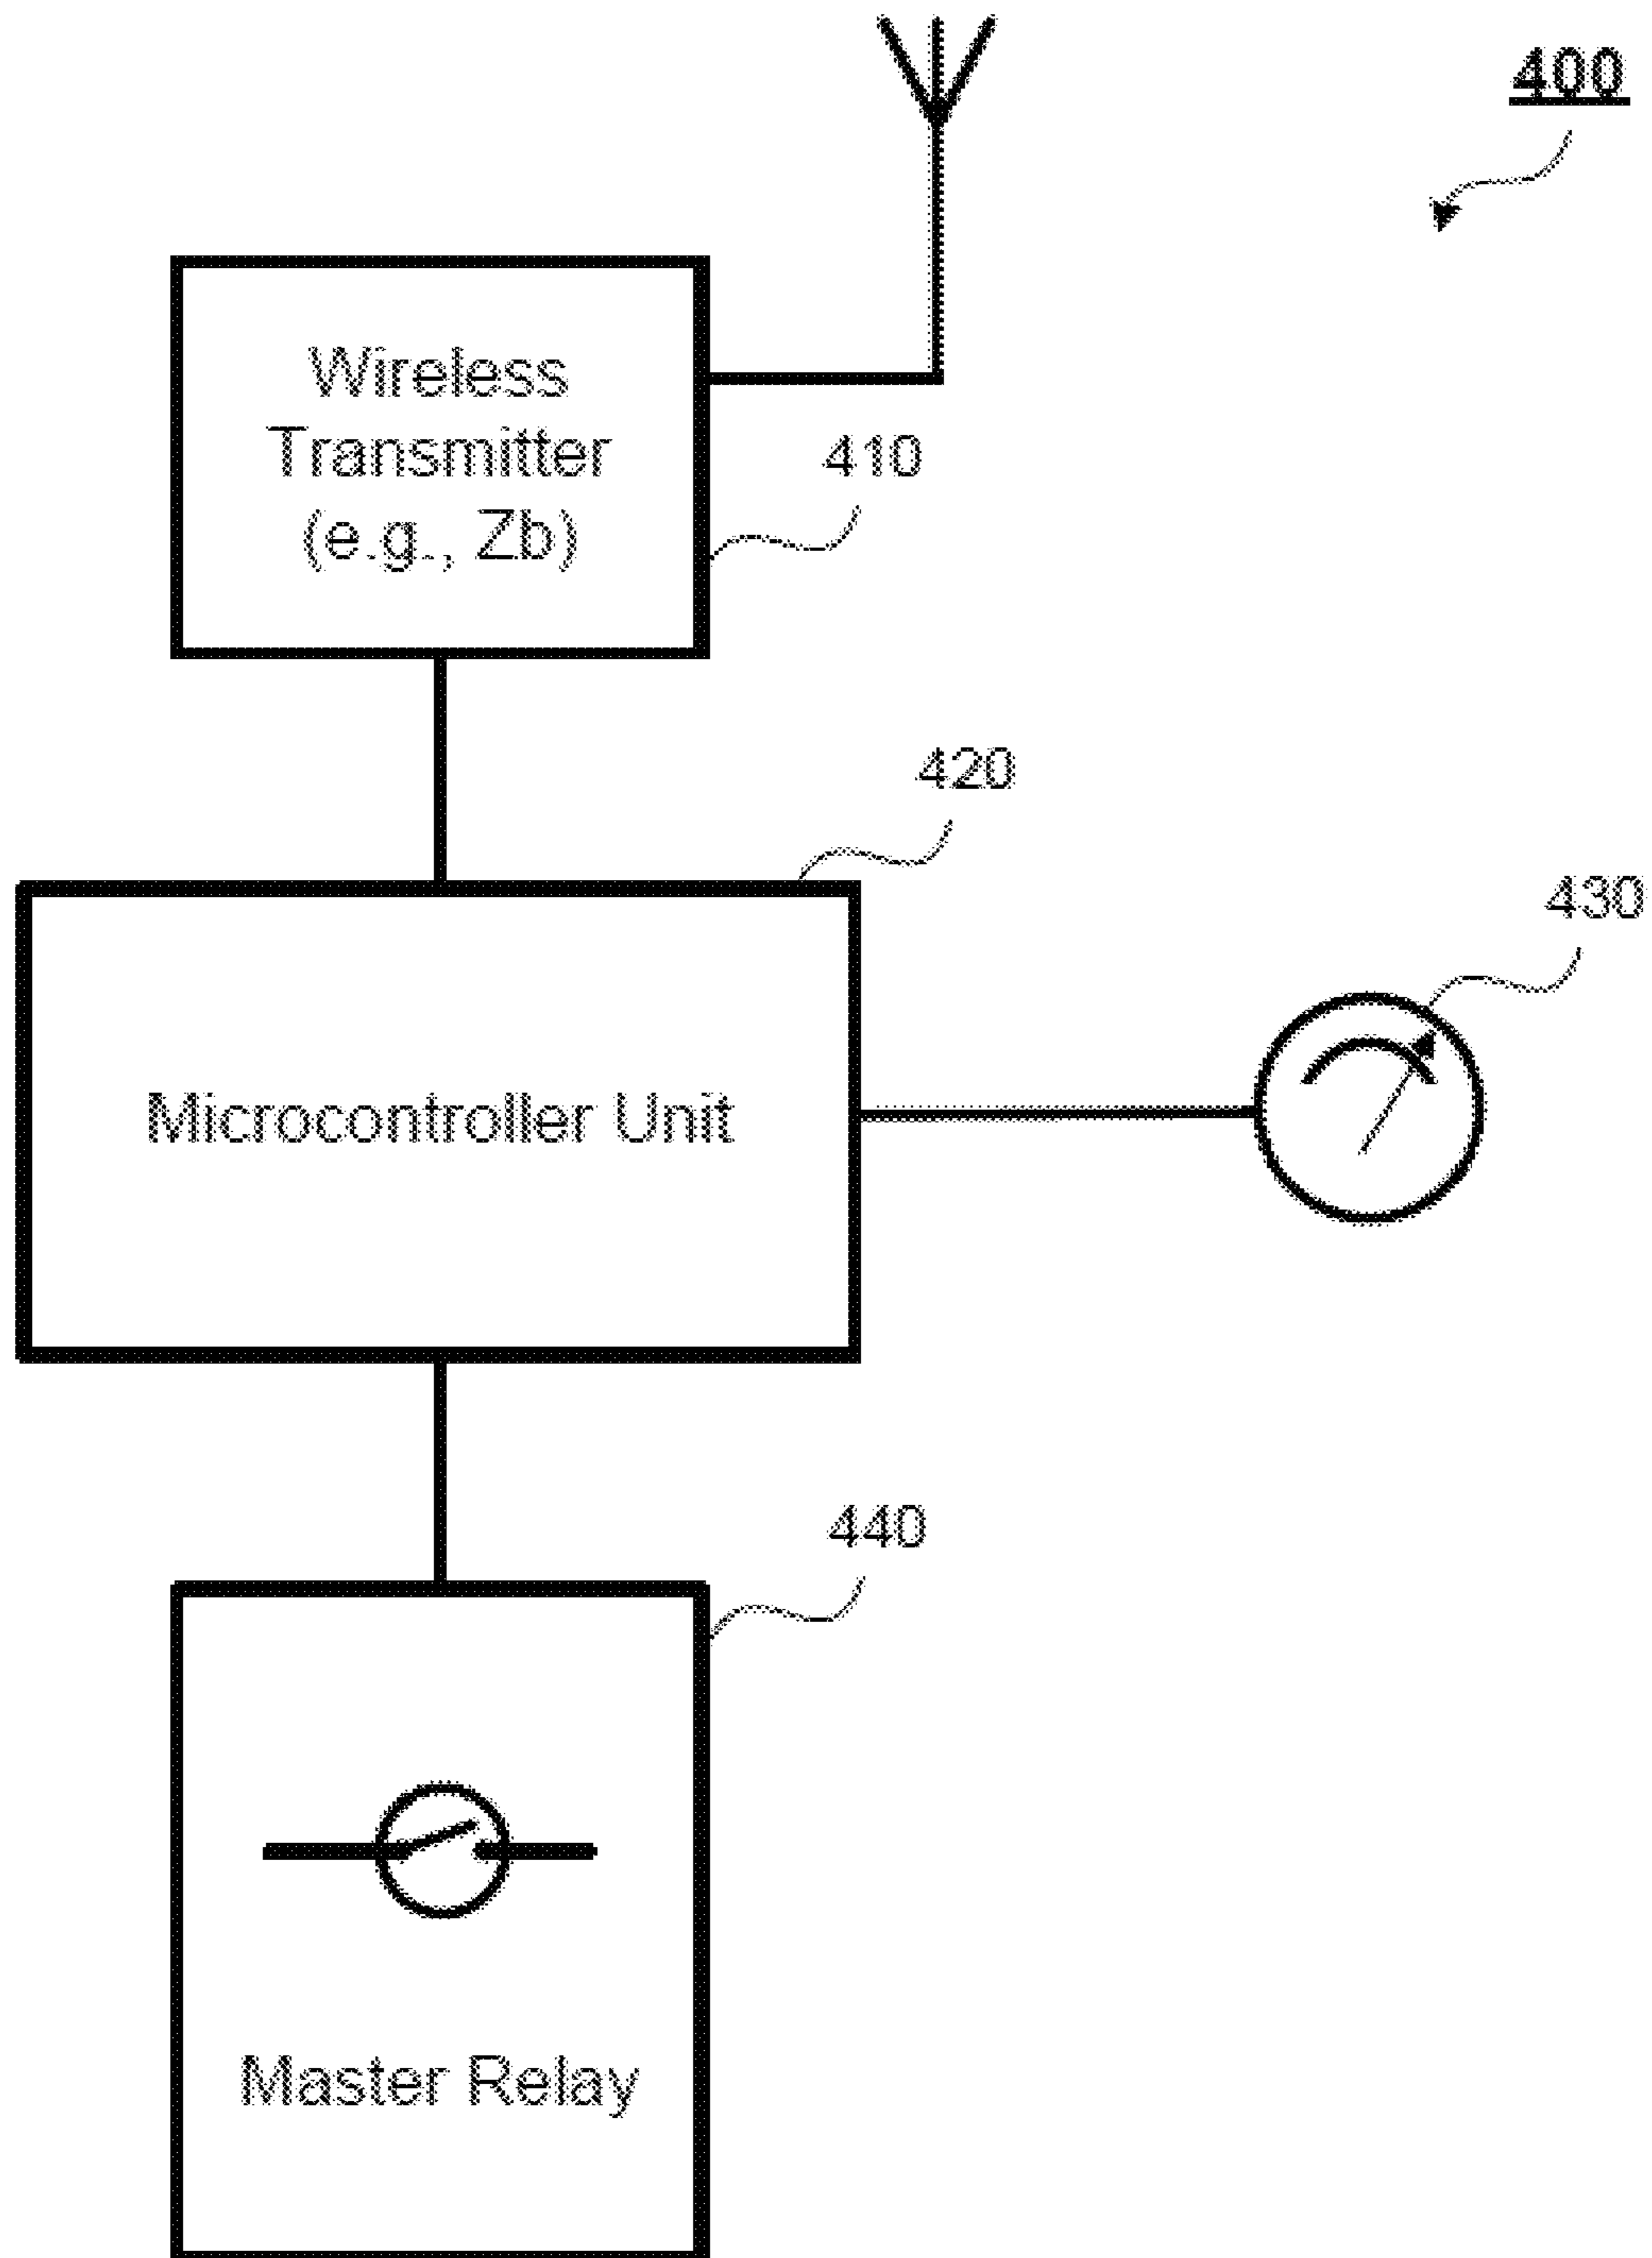 400
Wireless
Transmitter
(e.g., Zb)
410
420
430
Microcontroller Unit
440
Master Relay